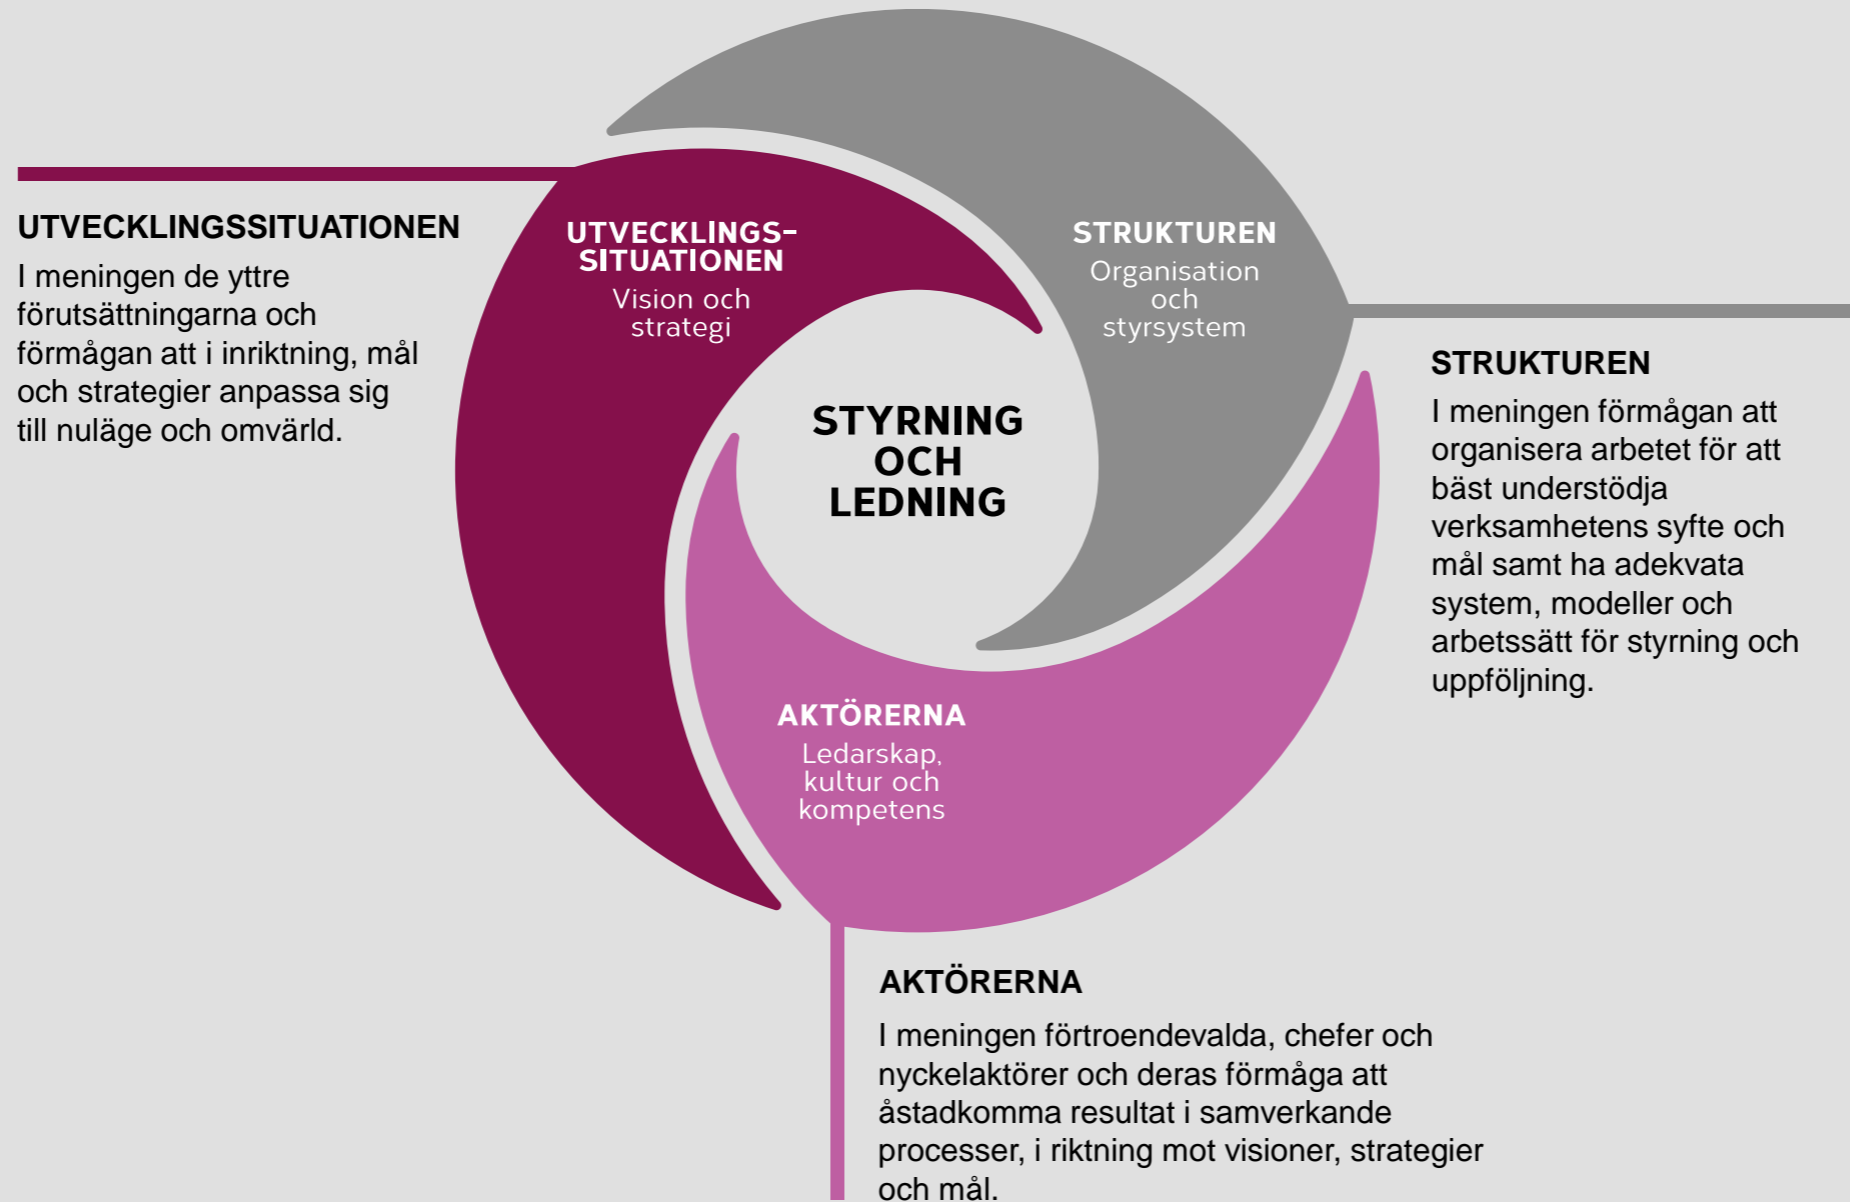 UTVECKLINGSSITUATIONEN
I meningen de yttre
förutsättningarna och
förmågan att i inriktning, mål
och strategier anpassa sig
till nuläge och omvärld.
UTVECKLINGS-
SITUATIONEN
Vision och
strategi
STRUKTUREN
Organisation
och
styrsystem
STYRNING
OCH
LEDNING
STRUKTUREN
I meningen förmågan att
organisera arbetet för att
bäst understödja
verksamhetens syfte och
mål samt ha adekvata
system, modeller och
arbetssätt för styrning och
uppföljning.
AKTÖRERNA
Ledarskap,
kultur och
kompetens
AKTÖRERNA
I meningen förtroendevalda, chefer och
nyckelaktörer och deras förmåga att
åstadkomma resultat i samverkande
processer, i riktning mot visioner, strategier
och mål.